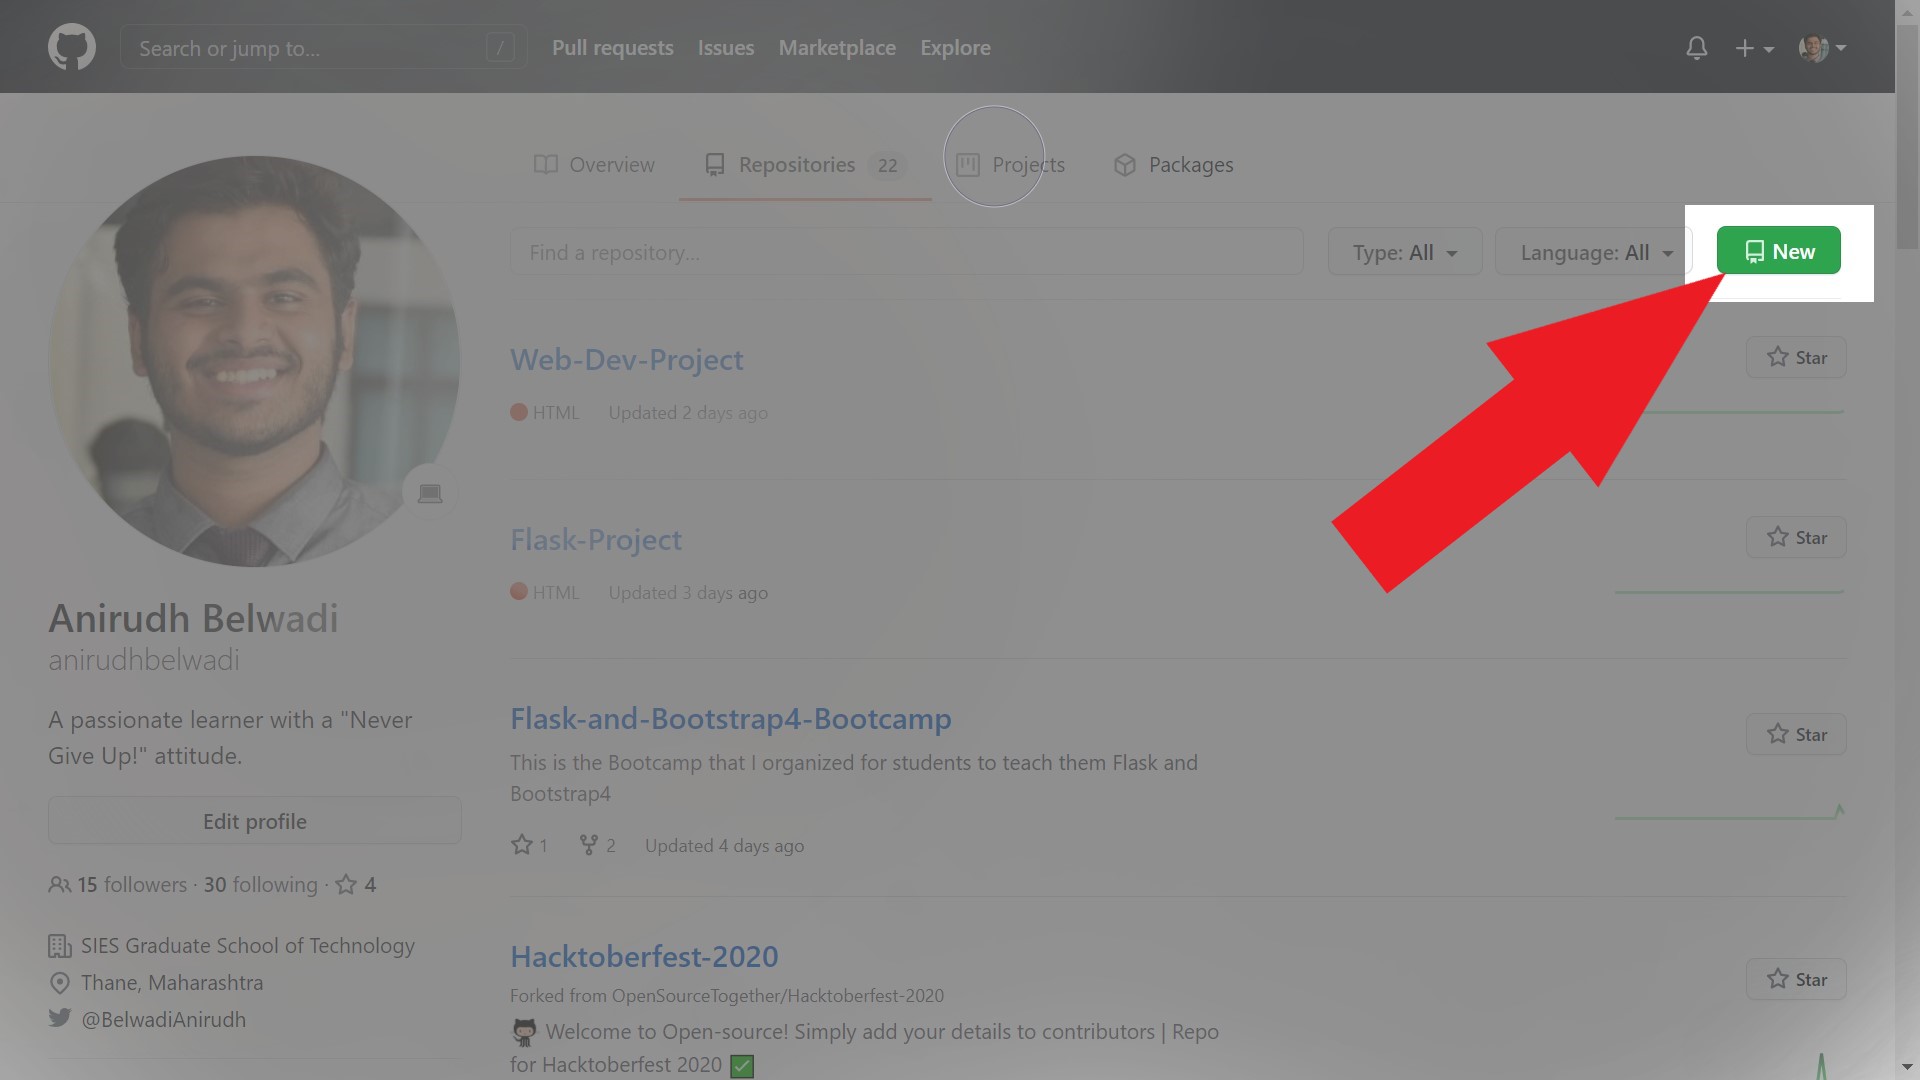 Search or jump to... /
Pull requests Issues Marketplace Explore
Overview Repositories 22 Projects Packages
Find a repository... Type: All Language: All New
Web-Dev-Project
Star
HTML Updated 2 days ago
Flask-Project
Star
HTML Updated 3 days ago
Anirudh Belwadi
anirudhbelwadi
A passionate learner with a "Never
Give Up!" attitude.
Edit profile
15 followers · 30 following · 4
SIES Graduate School of Technology
Thane, Maharashtra
@BelwadiAnirudh
Flask-and-Bootstrap4-Bootcamp
Star
This is the Bootcamp that I organized for students to teach them Flask and
Bootstrap4
1 2 Updated 4 days ago
Hacktoberfest-2020
Star
Forked from OpenSourceTogether/Hacktoberfest-2020
Welcome to Open-source! Simply add your details to contributors | Repo
for Hacktoberfest 2020 ✅